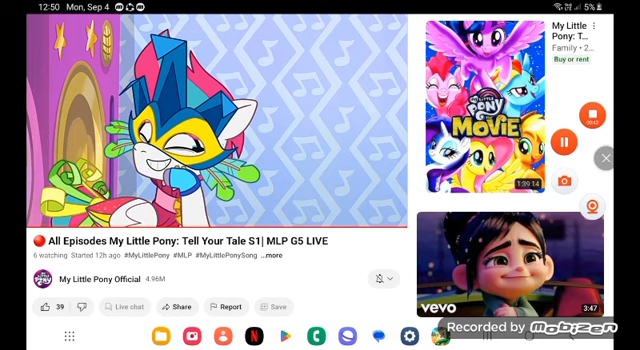 12:50 Mon, Sep 4
5%
My Little
Pony: T...
Family • 2...
Buy or rent
my LITTLE PONY
THE MOVIE
1:39:14
🔴 All Episodes My Little Pony: Tell Your Tale S1| MLP G5 LIVE
6 watching Started 12h ago #MyLittlePony #MLP #MyLittlePonySong ...more
My Little Pony Official 4.96M
39
Live chat
Share
Report
Save
vevo
3:47
Recorded by Mobizen